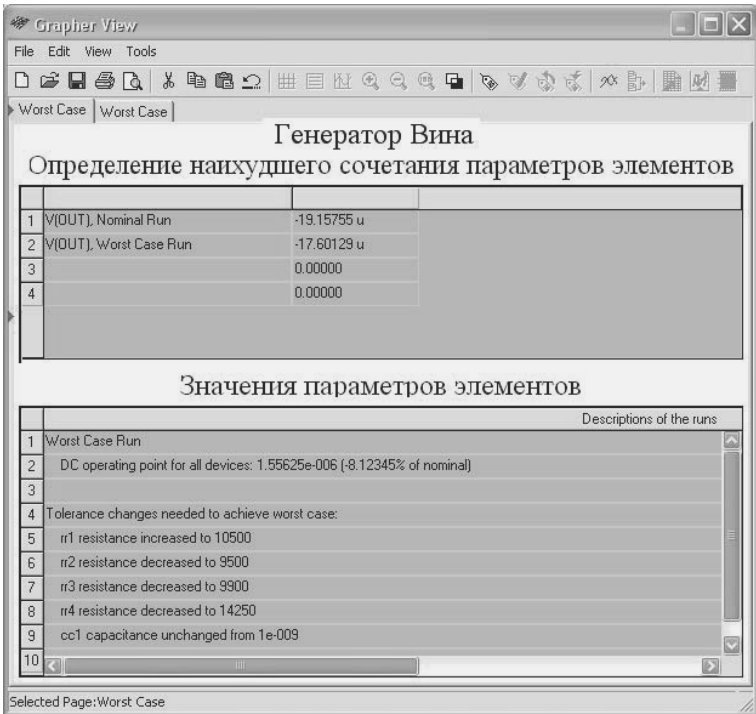 Grapher View
File Edit View Tools
Worst Case Worst Case
Генератор Вина
Определение наихудшего сочетания параметров элементов
1 V(OUT), Nominal Run -19.15755 u
2 V(OUT), Worst Case Run -17.60129 u
3 0.00000
4 0.00000
Значения параметров элементов
Descriptions of the runs
1 Worst Case Run
2 DC operating point for all devices: 1.55625e-006 (-8.12345% of nominal)
3
4 Tolerance changes needed to achieve worst case:
5 rr1 resistance increased to 10500
6 rr2 resistance decreased to 9500
7 rr3 resistance decreased to 9900
8 rr4 resistance decreased to 14250
9 cc1 capacitance unchanged from 1e-009
10
Selected Page:Worst Case